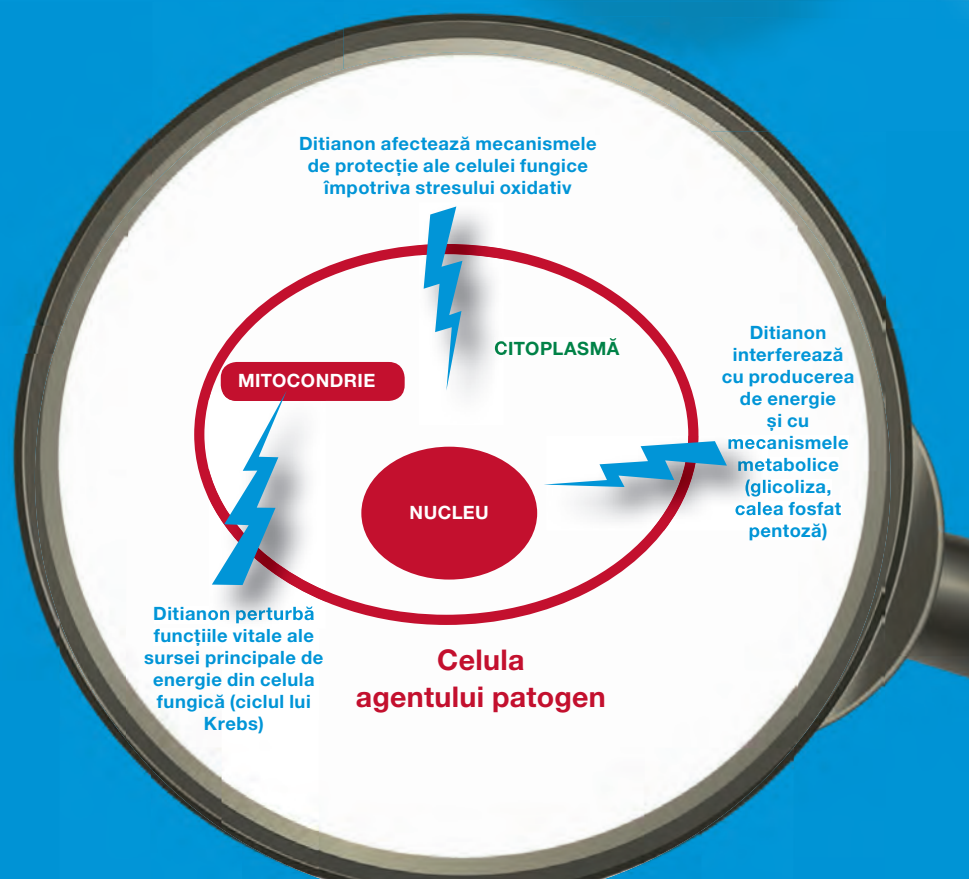 Ditianon afectează mecanismele
de protecție ale celulei fungice
împotriva stresului oxidativ
CITOPLASMĂ
MITOCONDRIE
Ditianon
interferează
cu producerea
de energie
și cu
mecanismele
metabolice
(glicoliza,
calea fosfat
pentoză)
NUCLEU
Ditianon perturbă
funcțiile vitale ale
sursei principale de
energie din celula
fungică (ciclul lui
Krebs)
Celula
agentului patogen